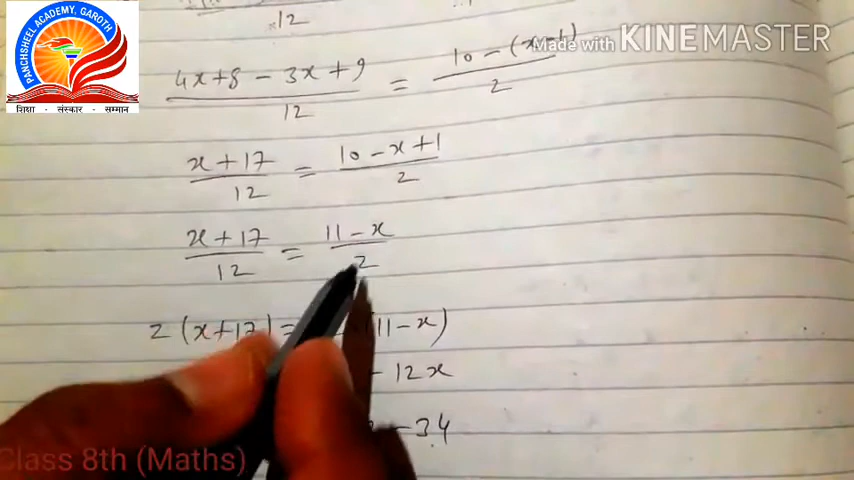 PANCHSHEEL ACADEMY, GAROTH
शिक्षा · संस्कार · सम्मान
Made with KINEMASTER
12
4x+8 - 3x+9 / 12 = 10 - (x-1) / 2
x+17 / 12 = 10 - x+1 / 2
x+17 / 12 = 11 - x / 2
2 (x+17) = (11 - x)
- 12x
- 34
Class 8th (Maths)